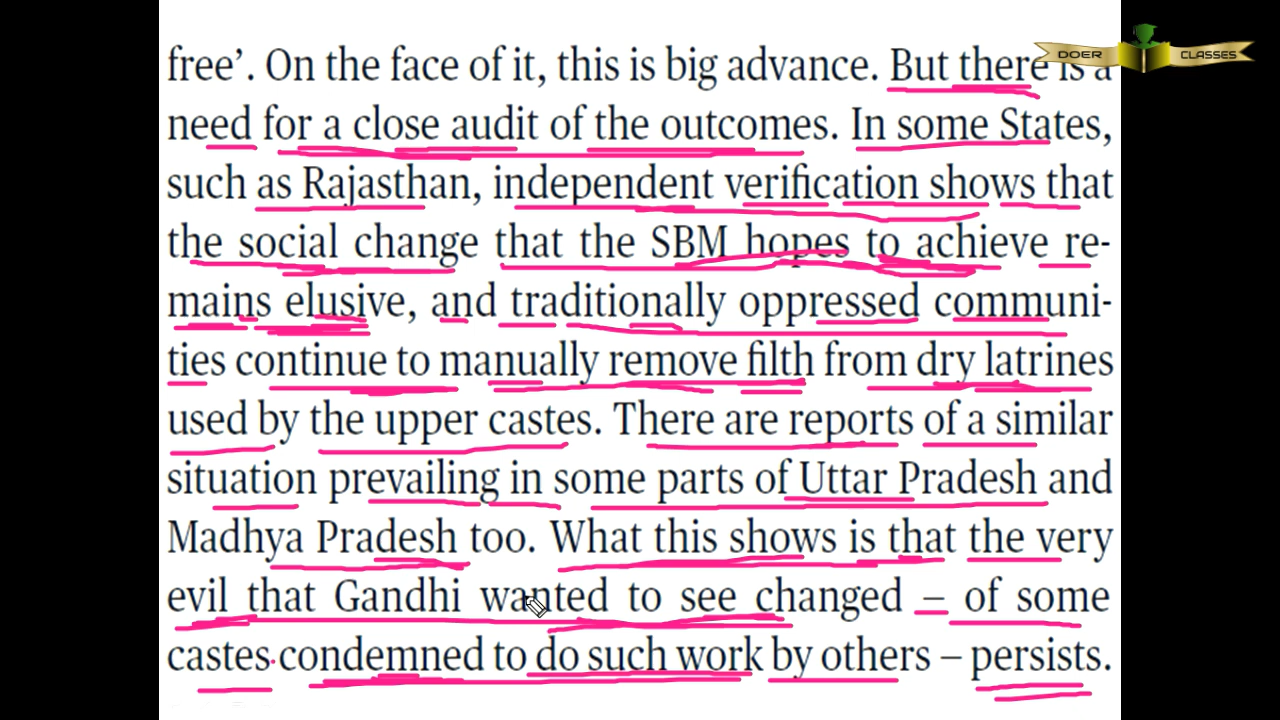 free’. On the face of it, this is big advance. But there is a
need for a close audit of the outcomes. In some States,
such as Rajasthan, independent verification shows that
the social change that the SBM hopes to achieve re-
mains elusive, and traditionally oppressed communi-
ties continue to manually remove filth from dry latrines
used by the upper castes. There are reports of a similar
situation prevailing in some parts of Uttar Pradesh and
Madhya Pradesh too. What this shows is that the very
evil that Gandhi wanted to see changed – of some
castes condemned to do such work by others – persists.
DOER CLASSES